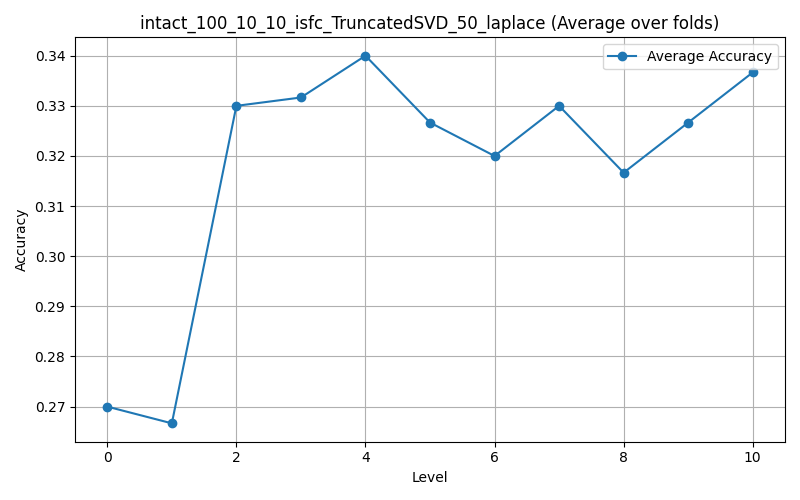 intact_100_10_10_isfc_TruncatedSVD_50_laplace (Average over folds)
Average Accuracy
Accuracy
0.34
0.33
0.32
0.31
0.30
0.29
0.28
0.27
0 2 4 6 8 10
Level